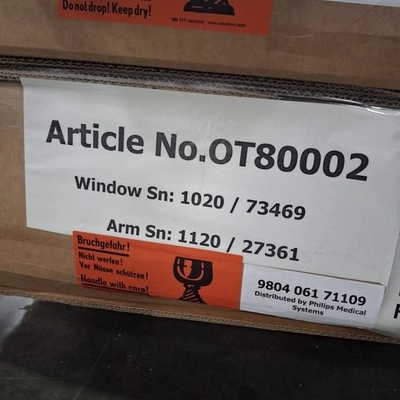 Do not drop! Keep dry!
Article No.OT80002
Window Sn: 1020 / 73469
Arm Sn: 1120 / 27361
Bruchgefahr!
Nicht werfen!
Vor Nässe schützen!
Handle with care!
9804 061 71109
Distributed by Philips Medical
Systems